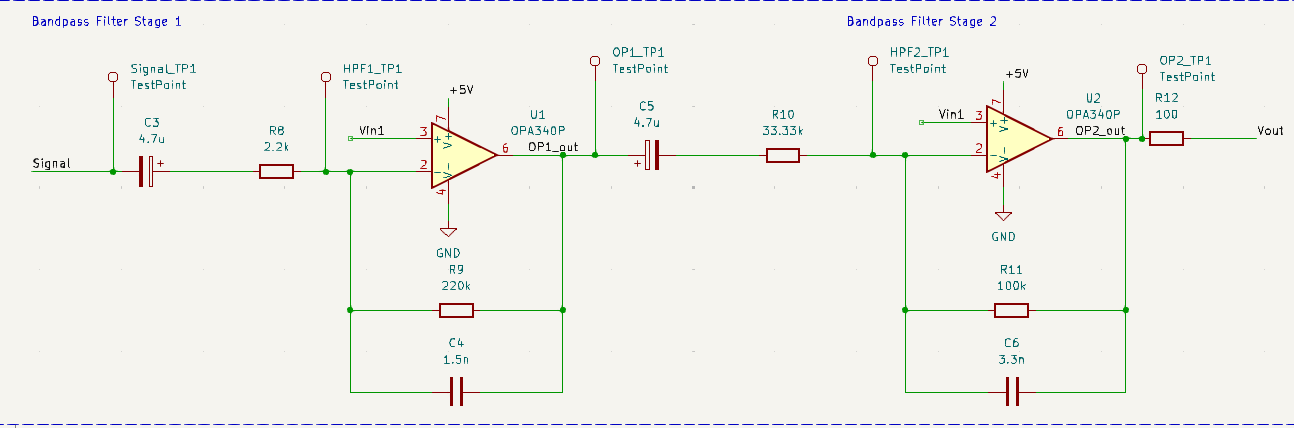 Bandpass Filter Stage 1
Bandpass Filter Stage 2
Signal_TP1
TestPoint
HPF1_TP1
TestPoint
OP1_TP1
TestPoint
HPF2_TP1
TestPoint
OP2_TP1
TestPoint
C3
4.7u
+
R8
2.2k
Signal
+5V
Vin1
3
2
7
4
6
+
-
V+
V-
U1
OPA340P
OP1_out
GND
R9
220k
C4
1.5n
C5
4.7u
+
R10
33.33k
+5V
Vin1
3
2
7
4
6
+
-
V+
V-
U2
OPA340P
OP2_out
R12
100
Vout
GND
R11
100k
C6
3.3n